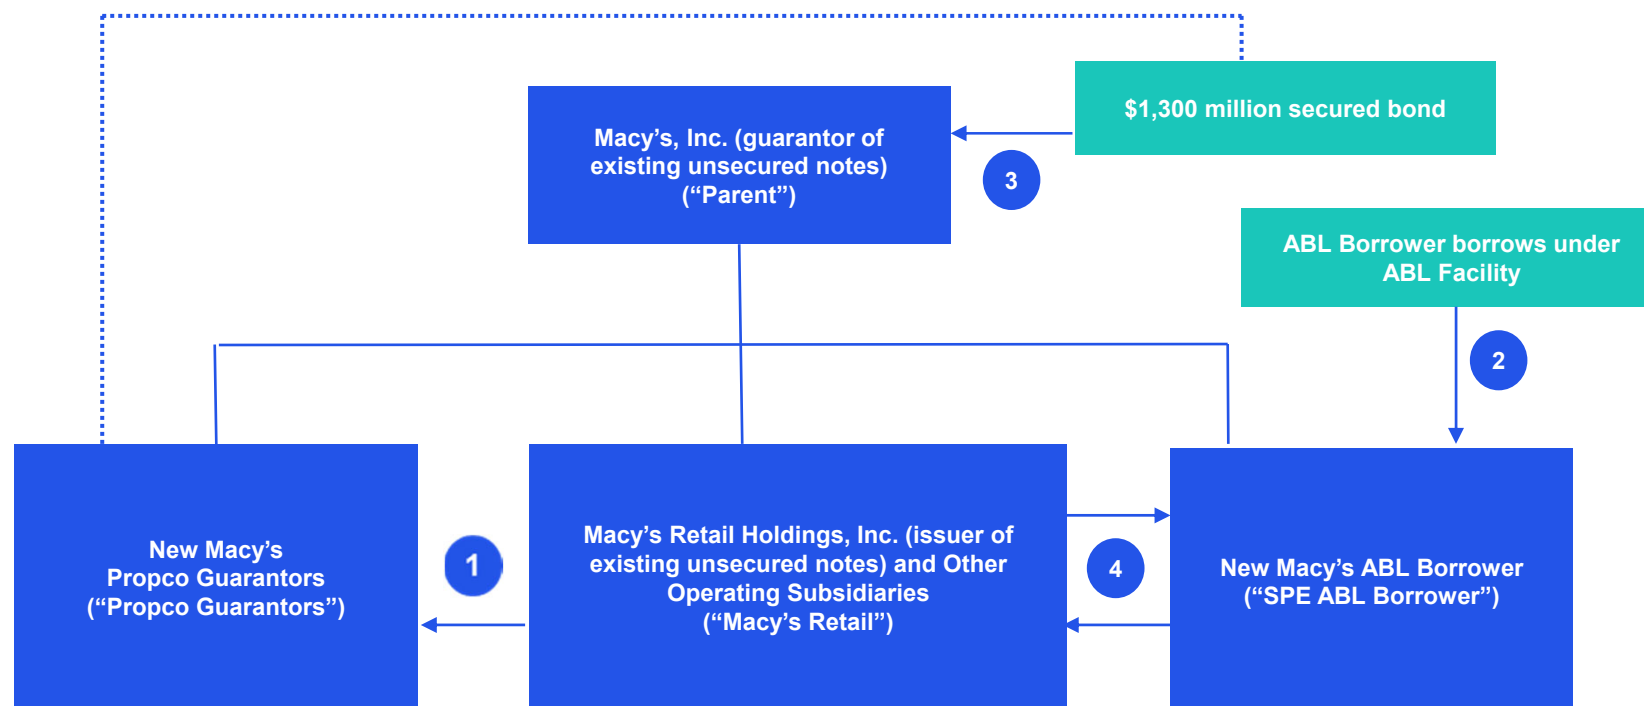 $1,300 million secured bond
Macy’s, Inc. (guarantor of
existing unsecured notes)
(“Parent”)
3
ABL Borrower borrows under
ABL Facility
2
New Macy’s
Propco Guarantors
(“Propco Guarantors”)
1
Macy’s Retail Holdings, Inc. (issuer of
existing unsecured notes) and Other
Operating Subsidiaries
(“Macy’s Retail”)
4
New Macy’s ABL Borrower
(“SPE ABL Borrower”)